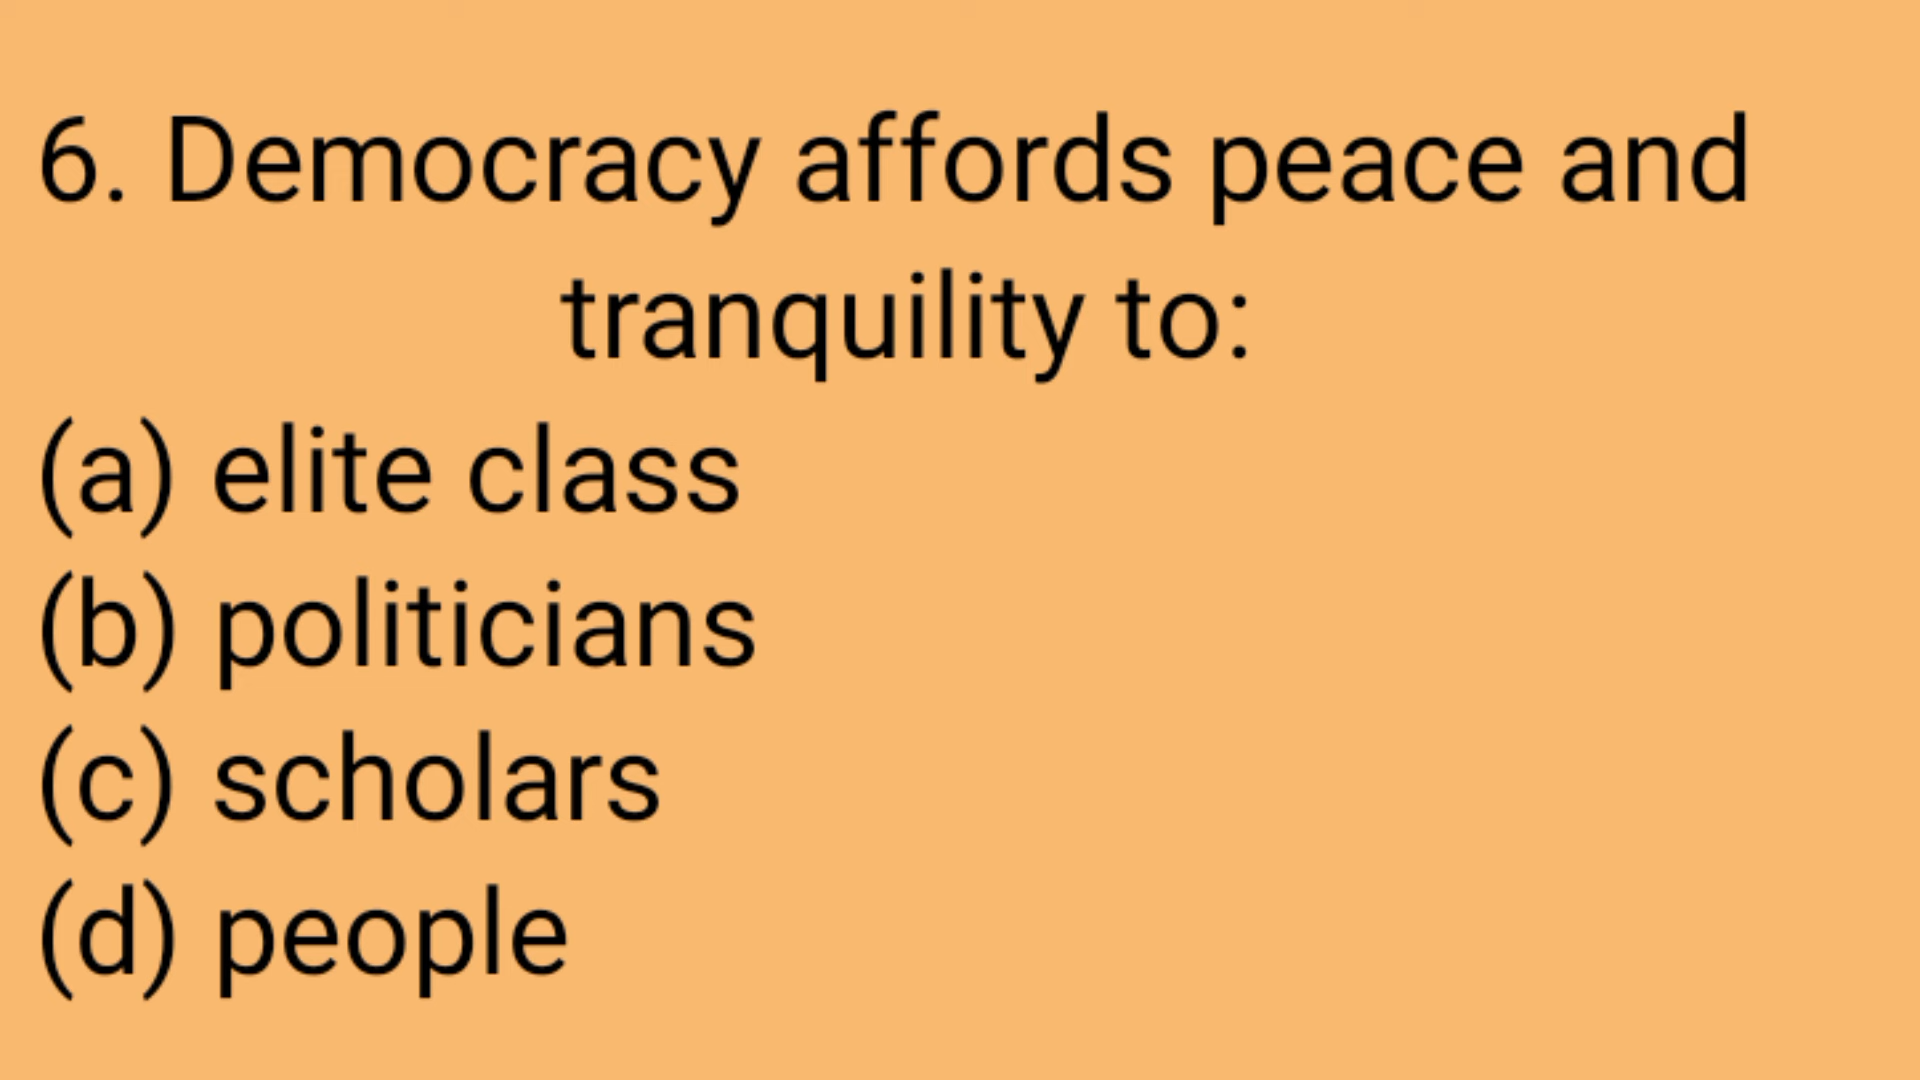 6. Democracy affords peace and
tranquility to:
(a) elite class
(b) politicians
(c) scholars
(d) people